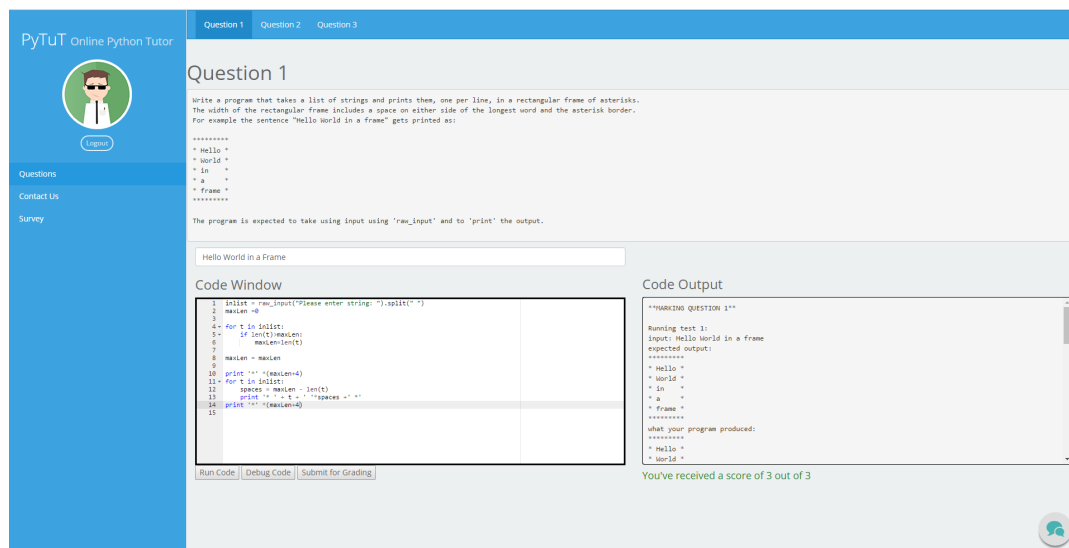 PyTuT Online Python Tutor
Logout
Questions
Contact Us
Survey
Question 1 Question 2 Question 3
Question 1
Write a program that takes a list of strings and prints them, one per line, in a rectangular frame of asterisks.
The width of the rectangular frame includes a space on either side of the longest word and the asterisk border.
For example the sentence "Hello World in a frame" gets printed as:
*********
* Hello *
* World *
* in    *
* a     *
* frame *
*********
The program is expected to take using input using 'raw_input' and to 'print' the output.
Hello World in a Frame
Code Window
1 inlist = raw_input("Please enter string: ").split(" ")
2 maxLen =0
3
4 for t in inlist:
5     if len(t)>maxLen:
6         maxLen=len(t)
7
8 maxLen = maxLen
9
10 print '*' *(maxLen+4)
11 for t in inlist:
12     spaces = maxLen - len(t)
13     print '* ' + t + ' '*spaces +' *'
14 print '*' *(maxLen+4)
15
Run Code Debug Code Submit for Grading
Code Output
**MARKING QUESTION 1**
Running test 1:
input: Hello World in a frame
expected output:
*********
* Hello *
* World *
* in    *
* a     *
* frame *
*********
what your program produced:
*********
* Hello *
* World *
You've received a score of 3 out of 3